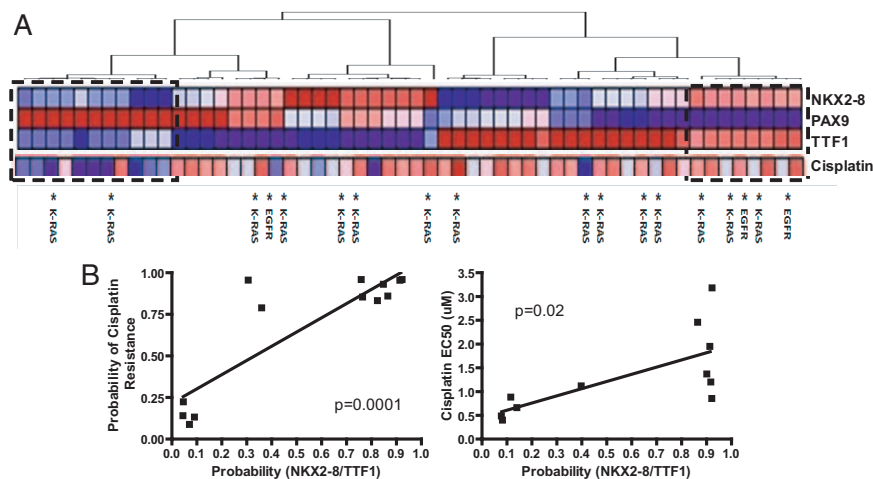 A
NKX2-8
PAX9
TTF1
Cisplatin
* * * * * * * * * * * * * * * * * *
K-RAS
K-RAS
K-RAS
EGFR
K-RAS
K-RAS
K-RAS
K-RAS
K-RAS
K-RAS
K-RAS
K-RAS
K-RAS
K-RAS
K-RAS
EGFR
K-RAS
EGFR
B
Probability of Cisplatin
Resistance
1.00
0.75
0.50
0.25
0.00
p=0.0001
0.0 0.1 0.2 0.3 0.4 0.5 0.6 0.7 0.8 0.9 1.0
Probability (NKX2-8/TTF1)
Cisplatin EC50 (uM)
3.5
3.0
2.5
2.0
1.5
1.0
0.5
0.0
p=0.02
0.0 0.1 0.2 0.3 0.4 0.5 0.6 0.7 0.8 0.9 1.0
Probability (NKX2-8/TTF1)